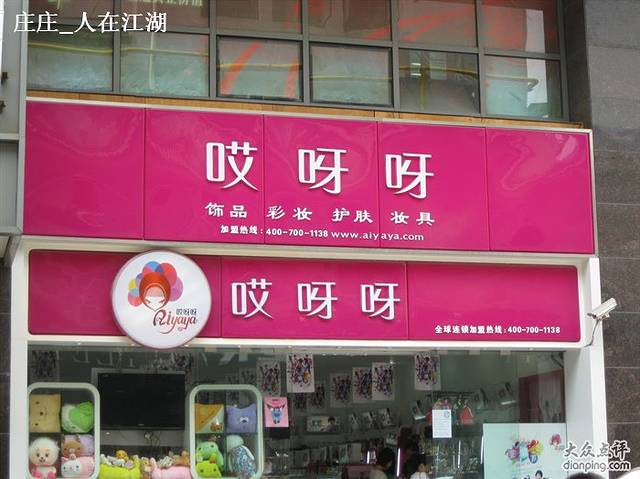 庄庄_人在江湖
哎呀呀
饰品 彩妆 护肤 妆具
加盟热线：400-700-1138 www.aiyaya.com
哎呀呀
Aiyaya
哎呀呀
全球连锁加盟热线：400-700-1138
大众点评
dianping.com